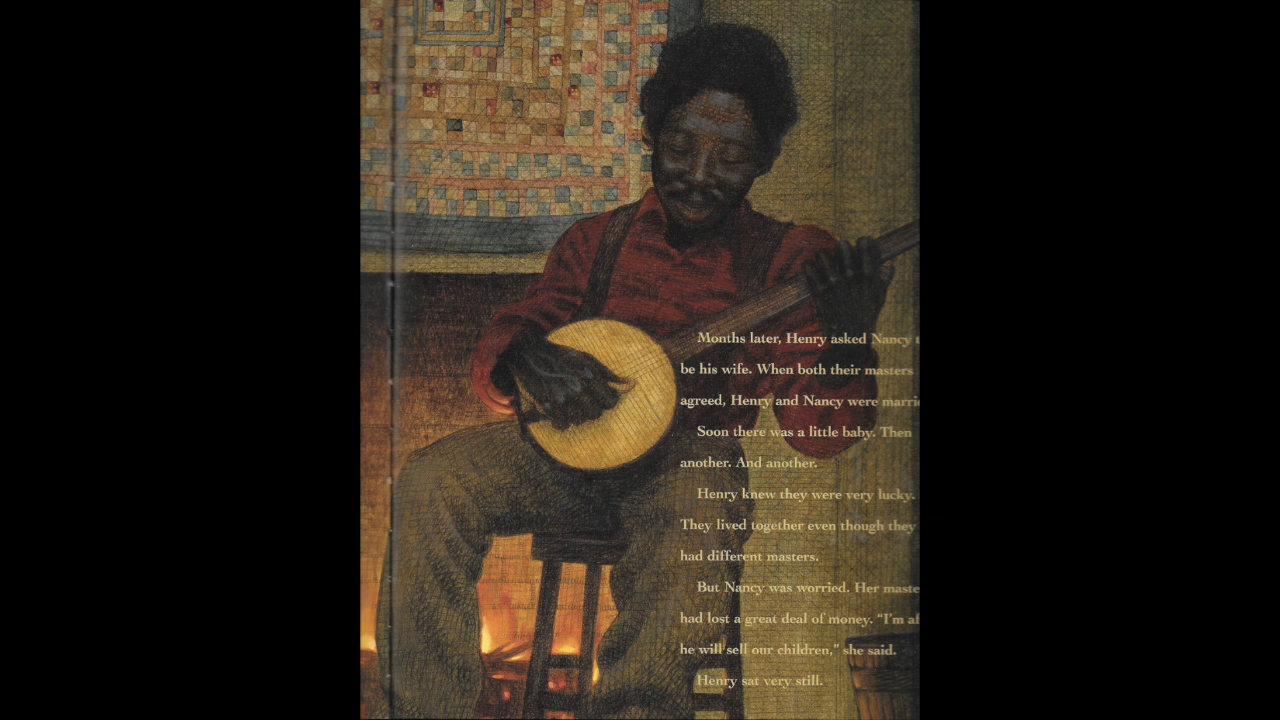 Months later, Henry asked Nancy
be his wife. When both their masters
agreed, Henry and Nancy were
Soon there was a little baby. Then
another. And another.
Henry knew they were very lucky.
They lived together even though they
had different masters.
But Nancy was worried. Her
had lost a great deal of money. “I’m
he will sell our children,” she said.
Henry sat very still.